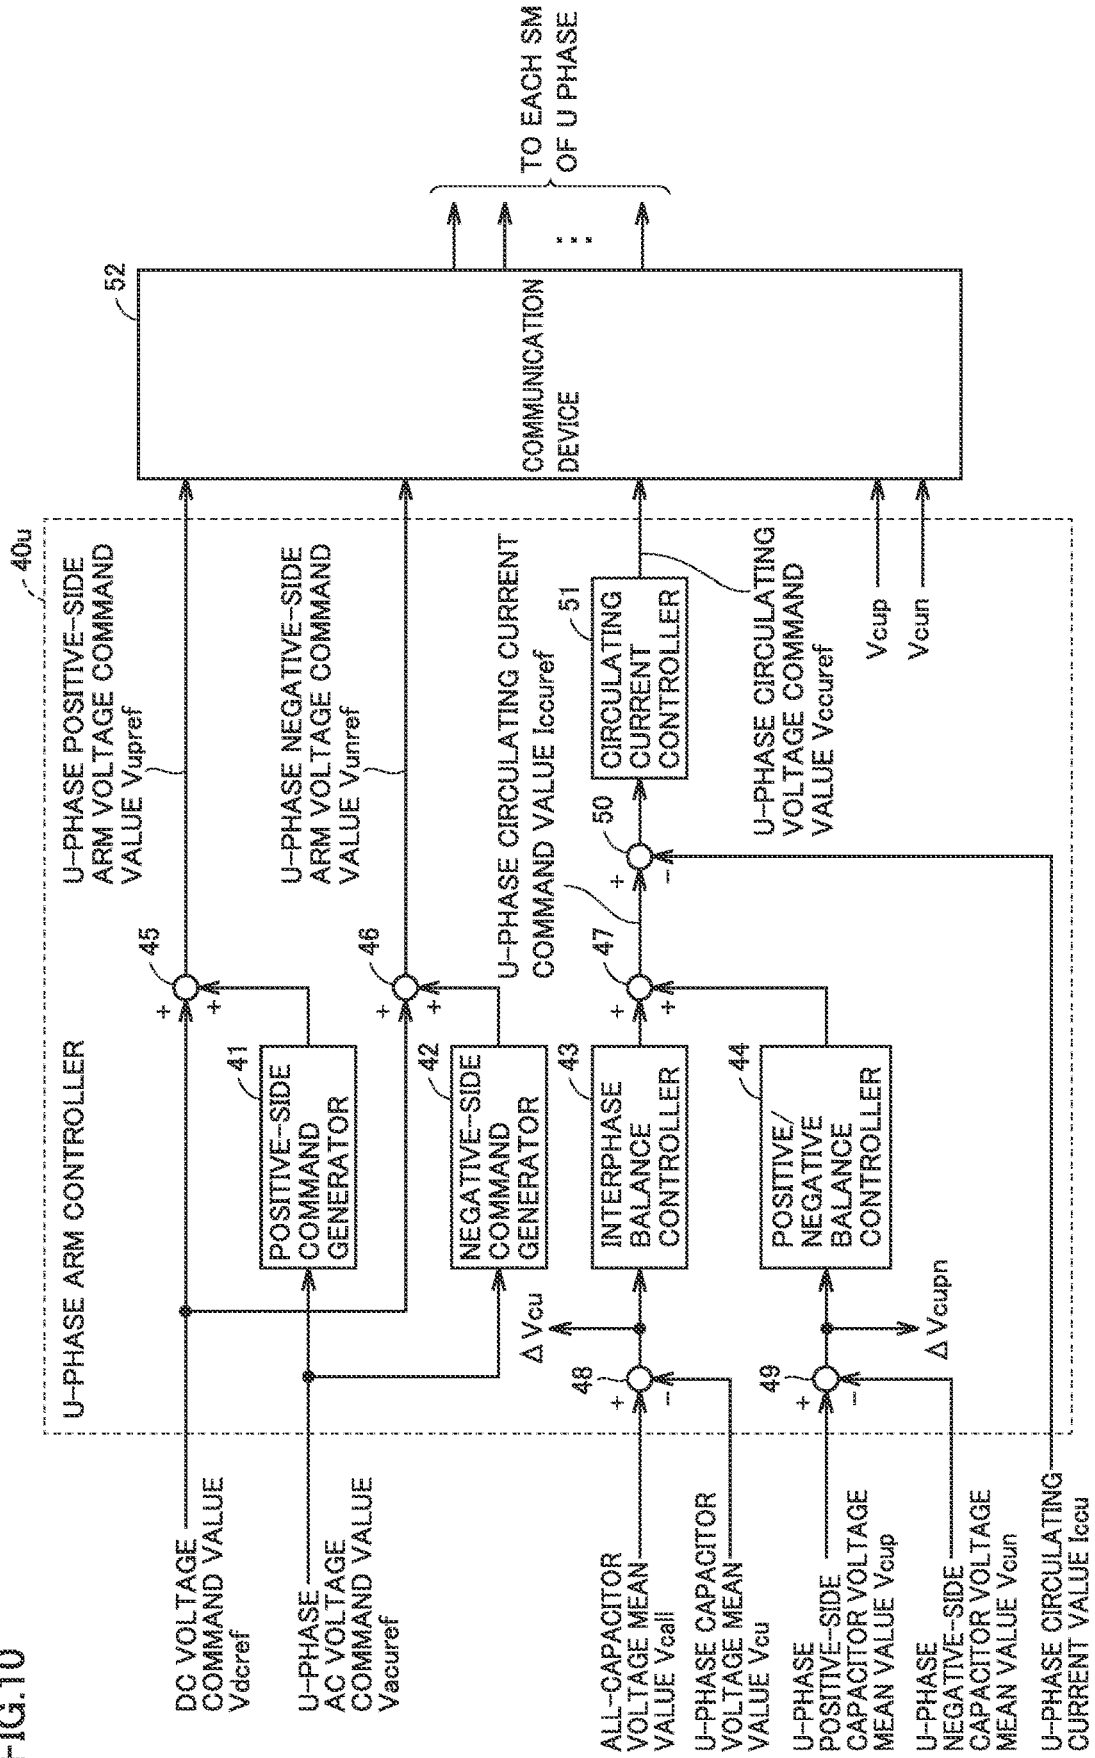 FIG.10
U-PHASE ARM CONTROLLER
40u
DC VOLTAGE
COMMAND VALUE
Vdcref
U-PHASE
AC VOLTAGE
COMMAND VALUE
Vacuref
ALL-CAPACITOR
VOLTAGE MEAN
VALUE Vcall
U-PHASE CAPACITOR
VOLTAGE MEAN
VALUE Vcu
U-PHASE
POSITIVE-SIDE
CAPACITOR VOLTAGE
MEAN VALUE Vcup
U-PHASE
NEGATIVE-SIDE
CAPACITOR VOLTAGE
MEAN VALUE Vcun
U-PHASE CIRCULATING
CURRENT VALUE Iccu
48
+
−
ΔVcu
49
+
−
ΔVcupn
41
POSITIVE-SIDE
COMMAND
GENERATOR
42
NEGATIVE-SIDE
COMMAND
GENERATOR
43
INTERPHASE
BALANCE
CONTROLLER
44
POSITIVE/
NEGATIVE
BALANCE
CONTROLLER
45
+
+
46
+
+
47
+
+
U-PHASE POSITIVE-SIDE
ARM VOLTAGE COMMAND
VALUE Vupref
U-PHASE NEGATIVE-SIDE
ARM VOLTAGE COMMAND
VALUE Vunref
U-PHASE CIRCULATING CURRENT
COMMAND VALUE Iccuref
50
+
−
51
CIRCULATING
CURRENT
CONTROLLER
U-PHASE CIRCULATING
VOLTAGE COMMAND
VALUE Vccuref
Vcup
Vcun
52
COMMUNICATION
DEVICE
...
TO EACH SM
OF U PHASE